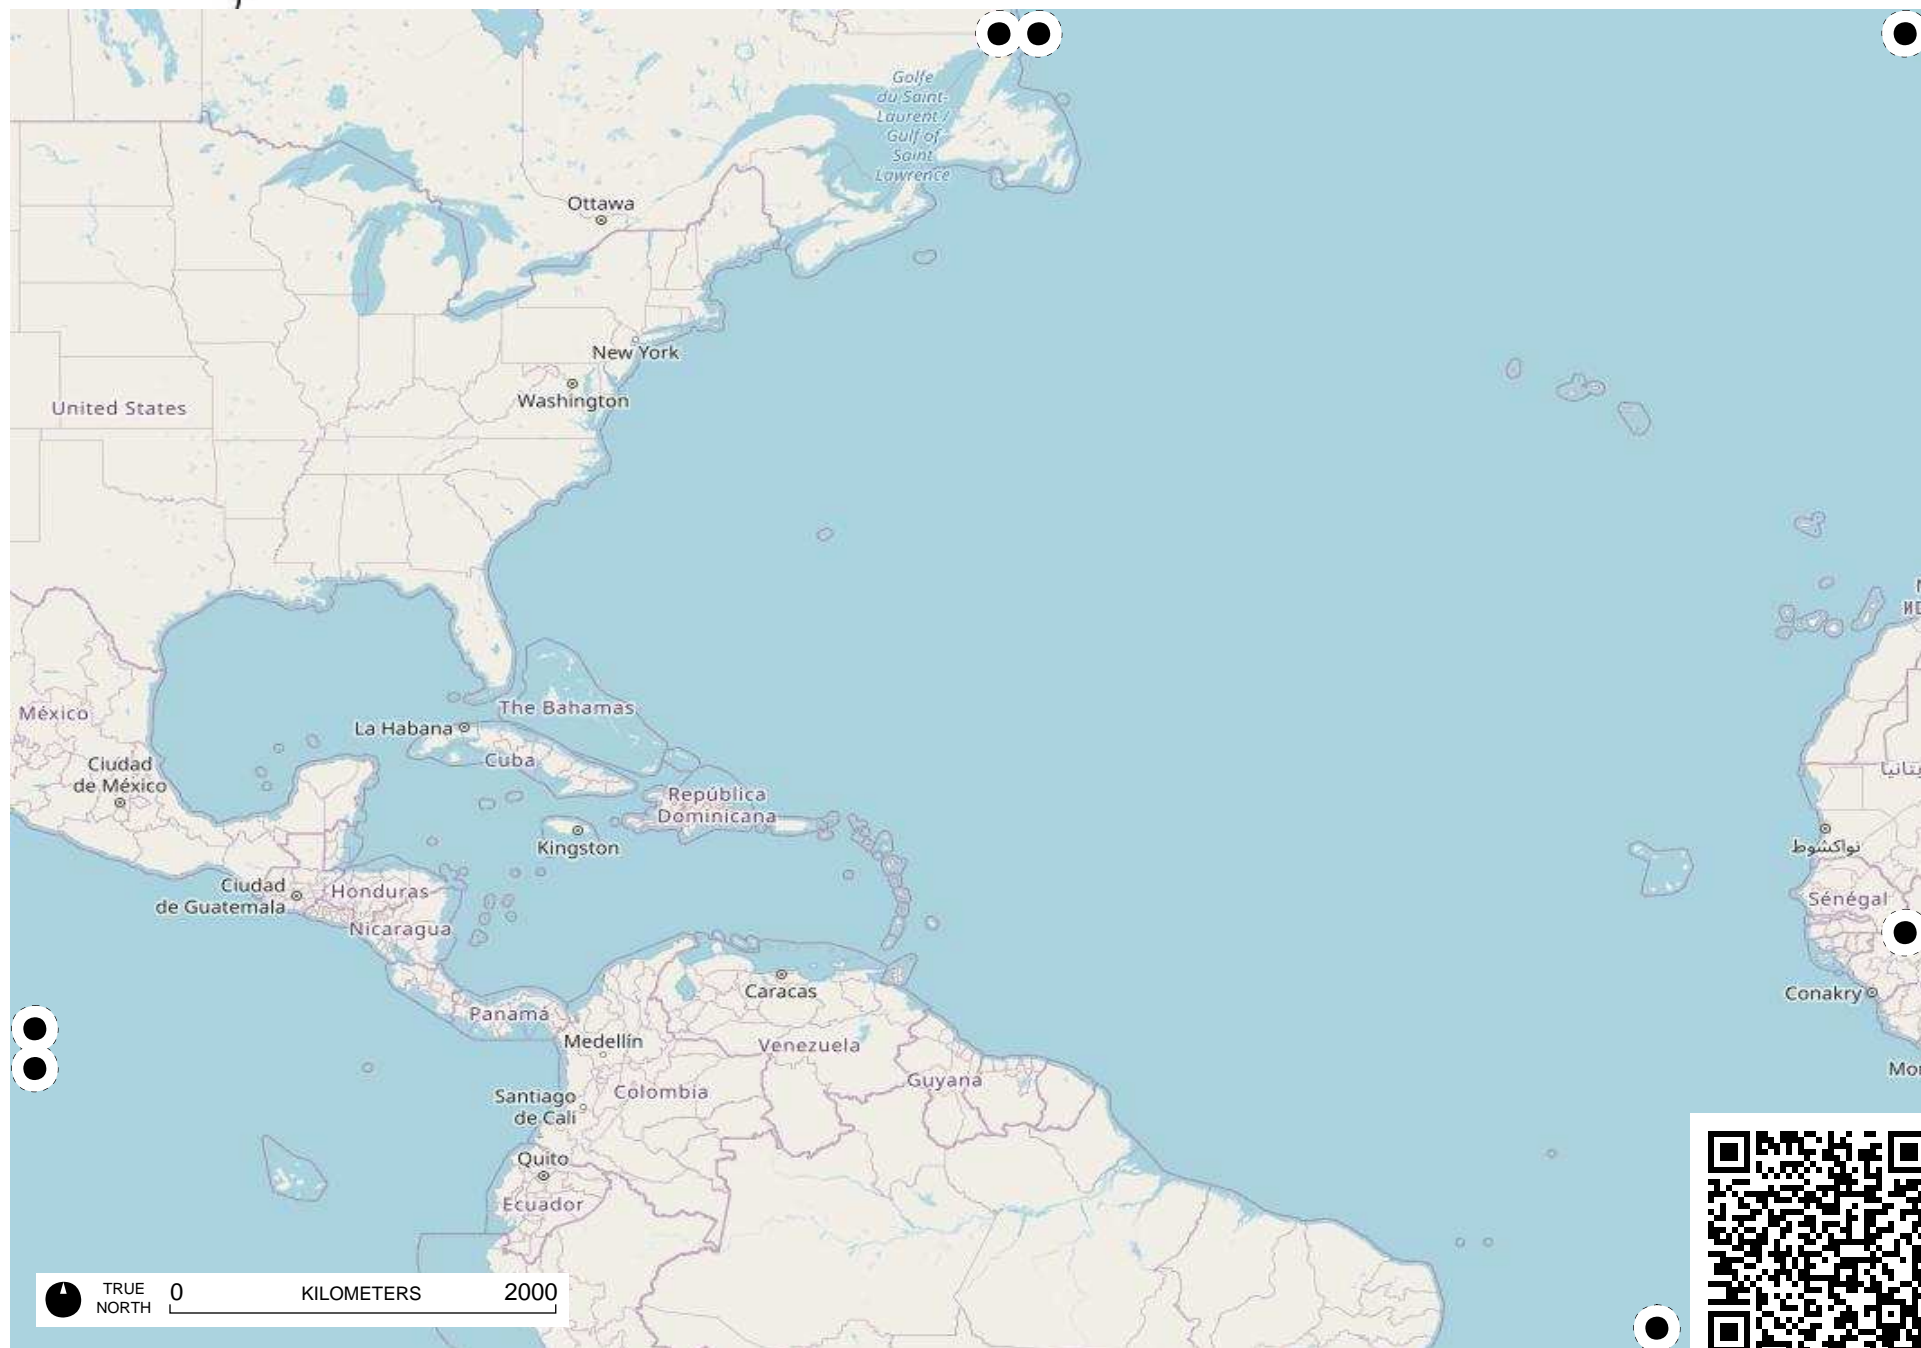 Golfe
du Saint-
Laurent /
Gulf of
Saint
Lawrence
Ottawa
New York
Washington
United States
México
Ciudad
de México
La Habana
The Bahamas
Cuba
República
Dominicana
Kingston
Ciudad
de Guatemala
Honduras
Nicaragua
نواكشوط
Sénégal
Conakry
Caracas
Panamá
Medellín
Venezuela
Guyana
Colombia
Santiago
de Cali
Quito
Ecuador
TRUE
NORTH
0 KILOMETERS 2000